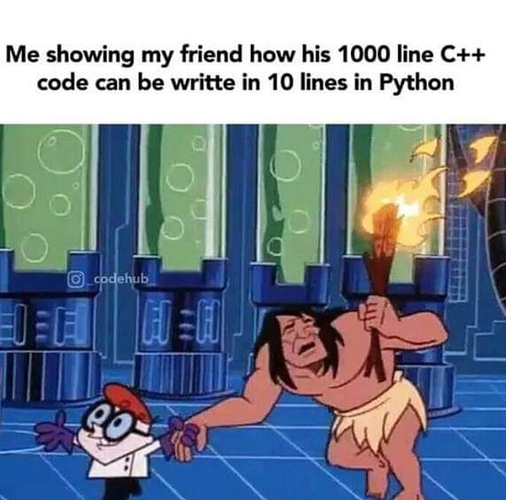 Me showing my friend how his 1000 line C++
code can be writte in 10 lines in Python
codehub